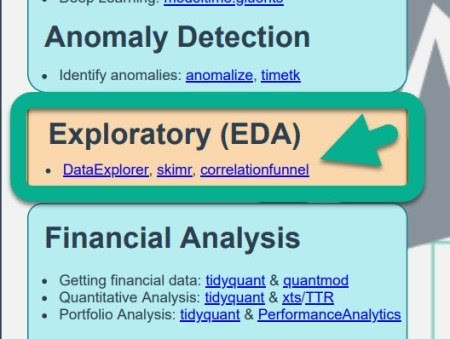 Deep Learning: modeltime.gluonts
Anomaly Detection
• Identify anomalies: anomalize, timetk
Exploratory (EDA)
• DataExplorer, skimr, correlationfunnel
Financial Analysis
• Getting financial data: tidyquant & quantmod
• Quantitative Analysis: tidyquant & xts/TTR
• Portfolio Analysis: tidyquant & PerformanceAnalytics